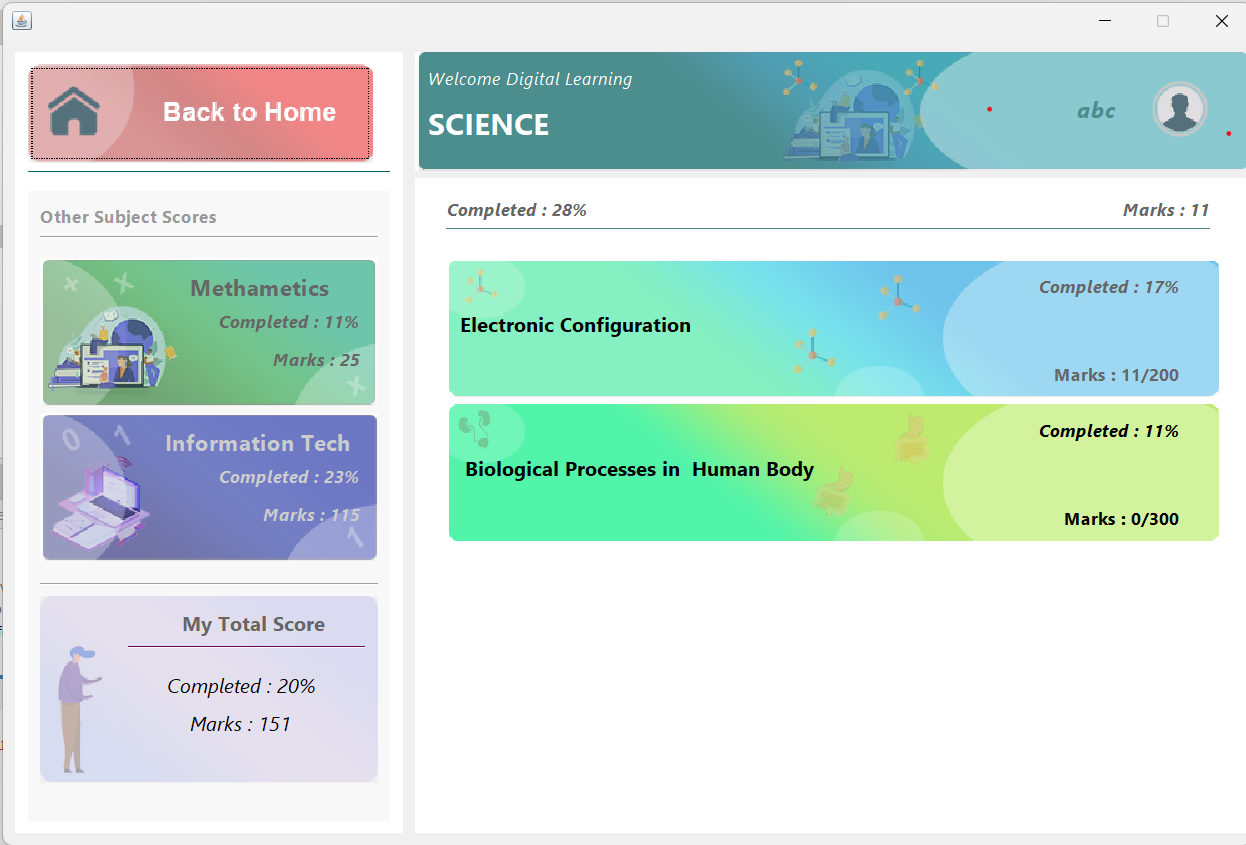 Back to Home
Welcome Digital Learning
SCIENCE
abc
Other Subject Scores
Methametics
Completed : 11%
Marks : 25
Information Tech
Completed : 23%
Marks : 115
My Total Score
Completed : 20%
Marks : 151
Completed : 28%
Marks : 11
Electronic Configuration
Completed : 17%
Marks : 11/200
Biological Processes in  Human Body
Completed : 11%
Marks : 0/300